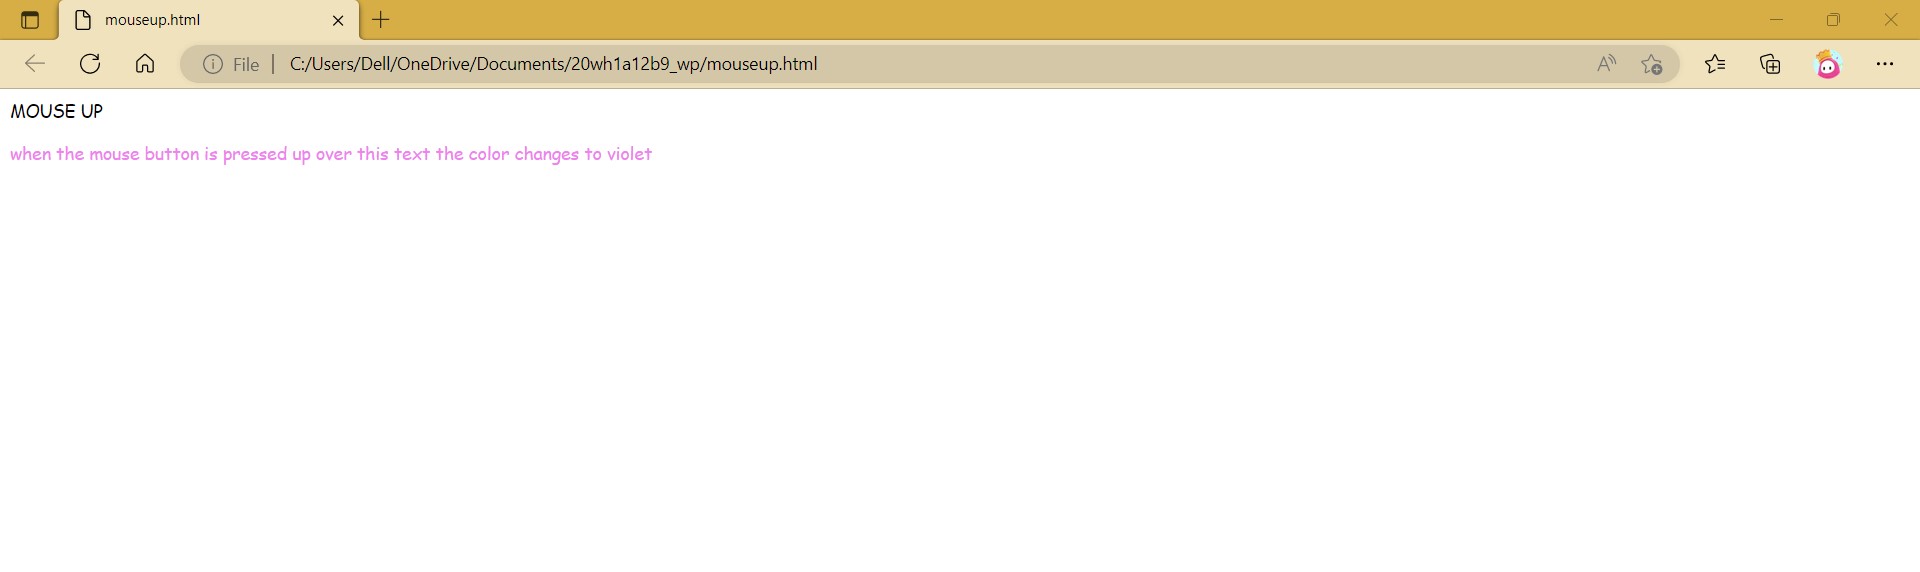 mouseup.html
File | C:/Users/Dell/OneDrive/Documents/20wh1a12b9_wp/mouseup.html
MOUSE UP
when the mouse button is pressed up over this text the color changes to violet